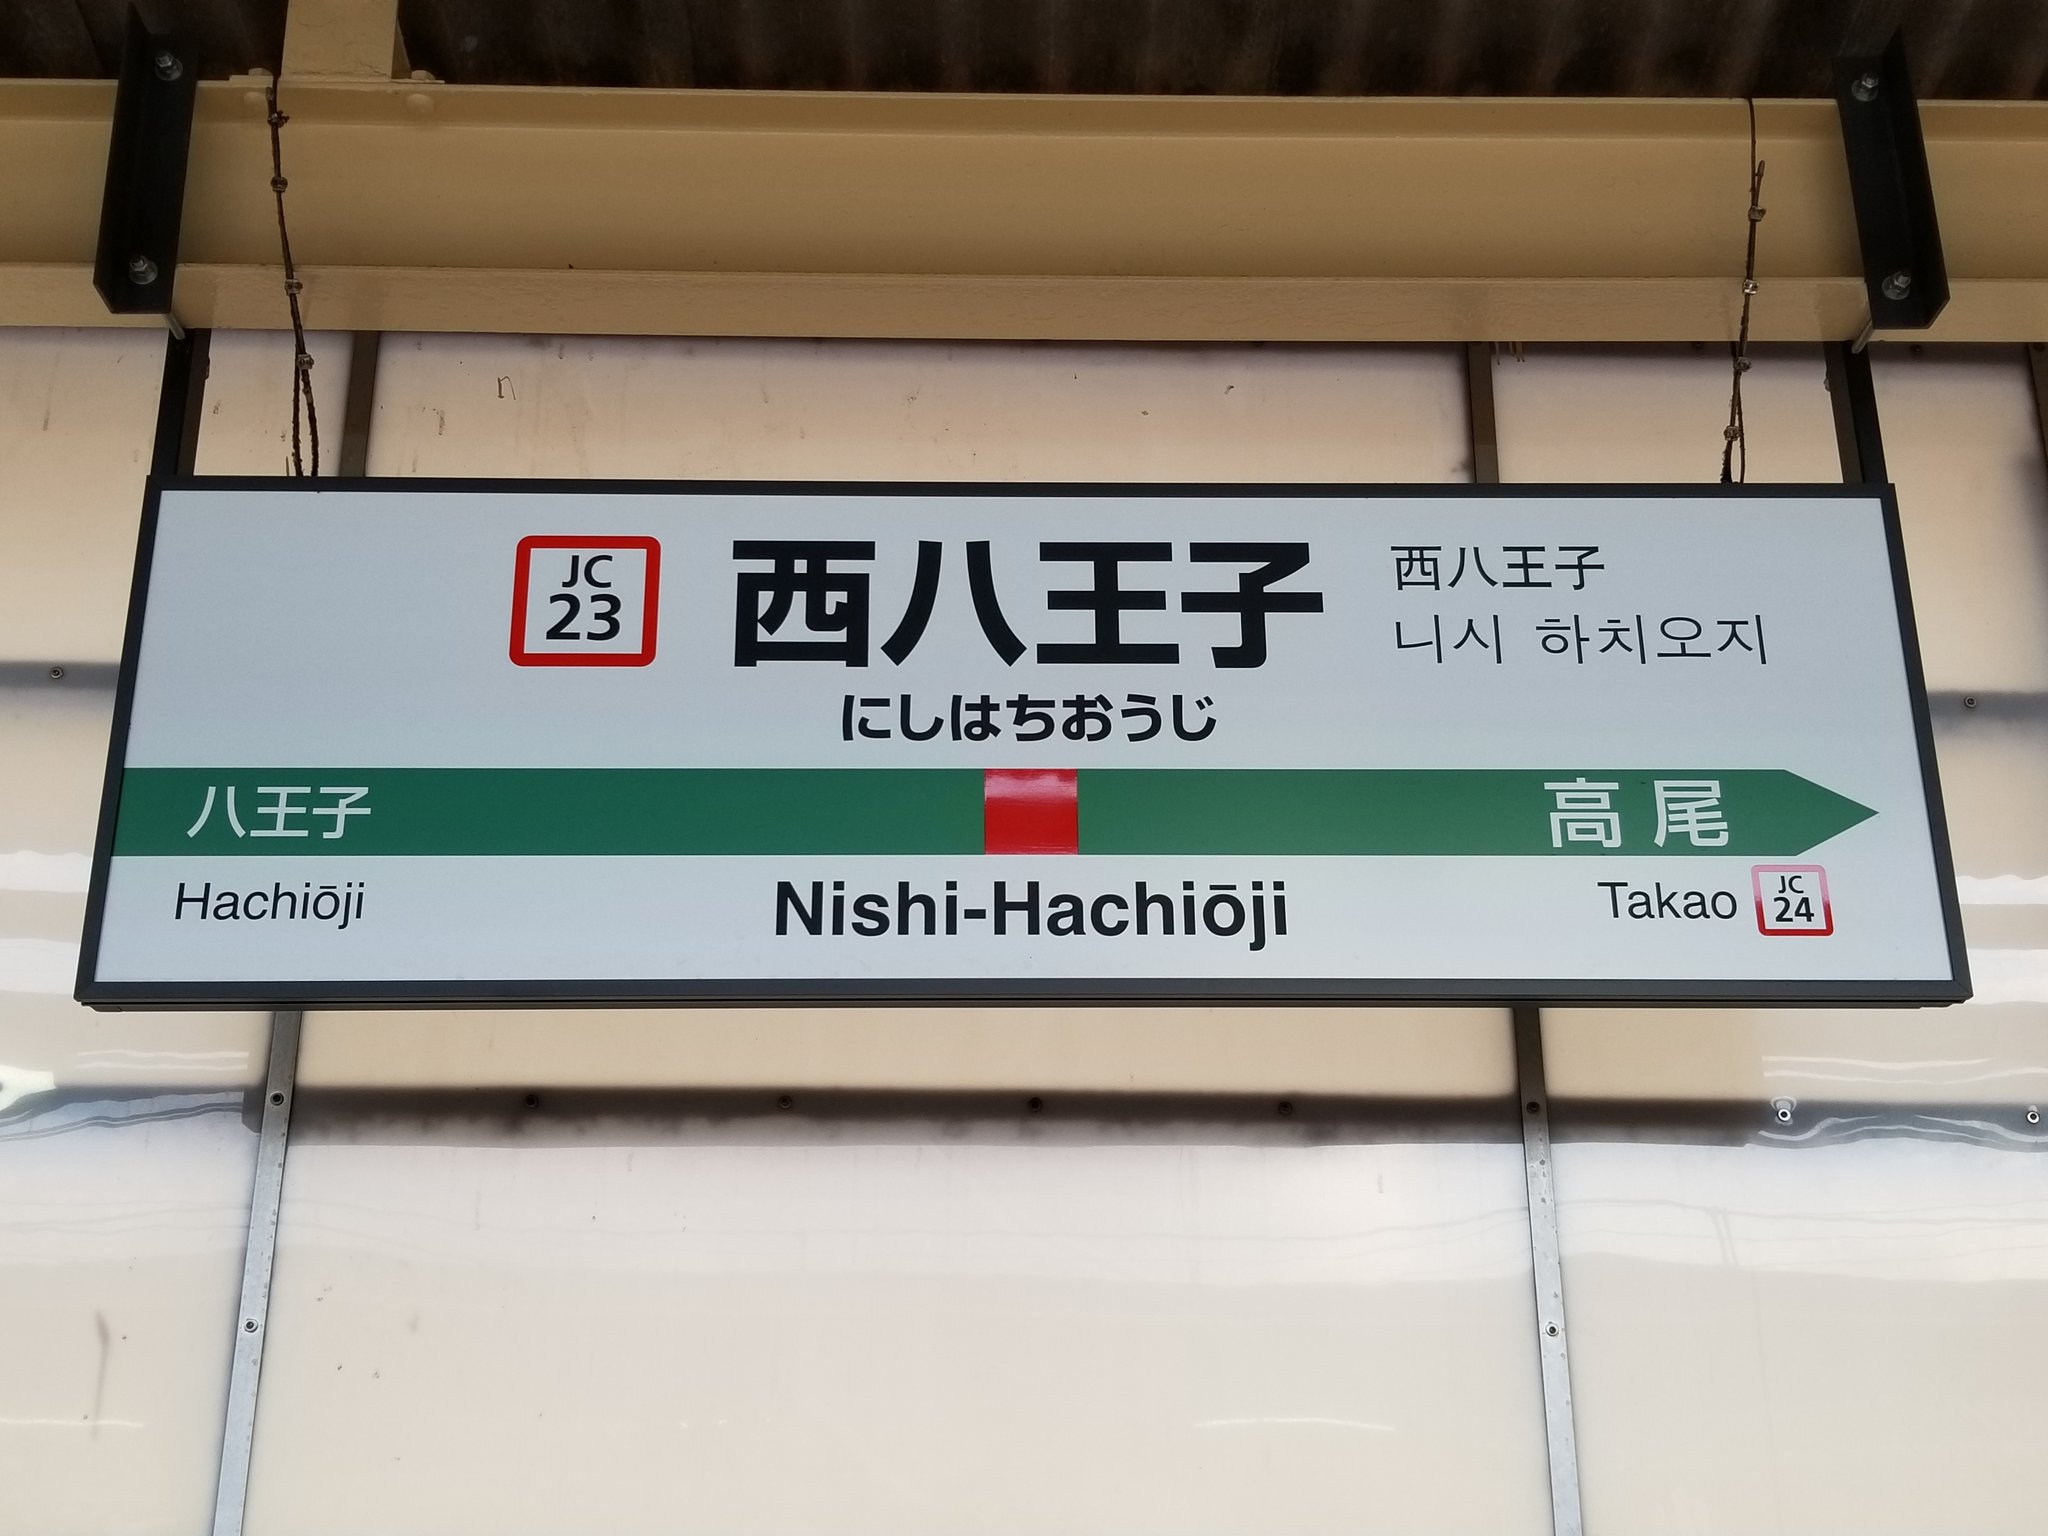 JC
23
西八王子
西八王子
니시 하치오지
にしはちおうじ
八王子
高尾
Hachiōji
Nishi-Hachiōji
Takao
JC
24